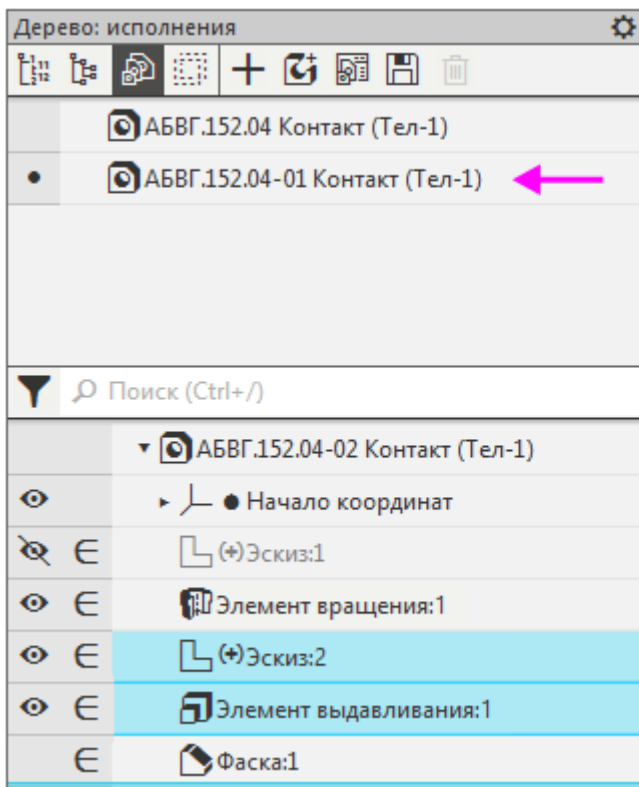 Дерево: исполнения
АБВГ.152.04 Контакт (Тел-1)
АБВГ.152.04-01 Контакт (Тел-1)
Поиск (Ctrl+/)
АБВГ.152.04-02 Контакт (Тел-1)
Начало координат
(+)Эскиз:1
Элемент вращения:1
(+)Эскиз:2
Элемент выдавливания:1
Фаска:1